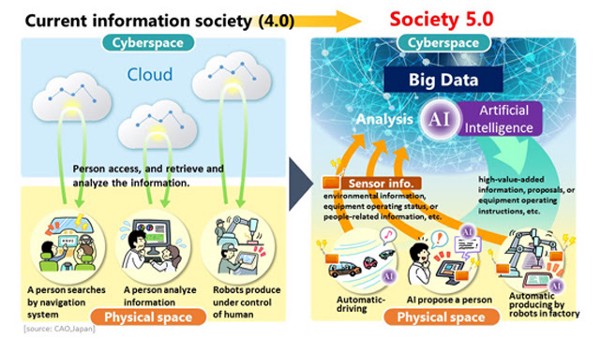 Current information society (4.0)
Society 5.0
Cyberspace
Cloud
Person access, and retrieve and
analyze the information.
A person searches
by navigation
system
A person analyze
information
Robots produce
under control
of human
Physical space
[source: CAO,Japan]
Cyberspace
Big Data
Analysis
AI
Artificial
Intelligence
Sensor info.
environmental information,
equipment operating status, or
people-related information, etc.
high-value-added
information, proposals, or
equipment operating
instructions, etc.
AI
AI
AI
Automatic-
driving
AI propose a person
Automatic
producing by
robots in factory
Physical space